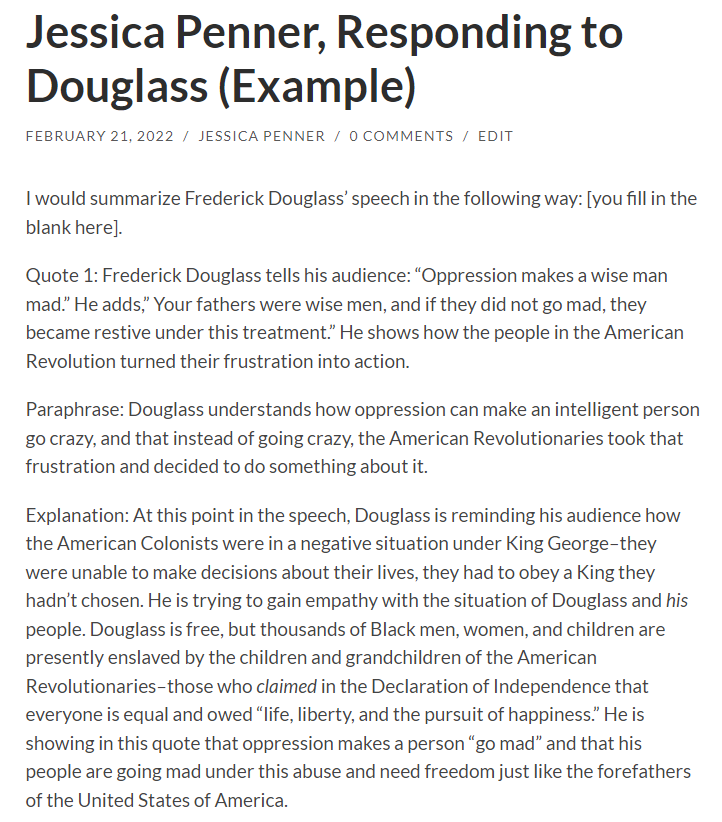 Jessica Penner, Responding to
Douglass (Example)
FEBRUARY 21, 2022 / JESSICA PENNER / 0 COMMENTS / EDIT
I would summarize Frederick Douglass’ speech in the following way: [you fill in the
blank here].
Quote 1: Frederick Douglass tells his audience: “Oppression makes a wise man
mad.” He adds,” Your fathers were wise men, and if they did not go mad, they
became restive under this treatment.” He shows how the people in the American
Revolution turned their frustration into action.
Paraphrase: Douglass understands how oppression can make an intelligent person
go crazy, and that instead of going crazy, the American Revolutionaries took that
frustration and decided to do something about it.
Explanation: At this point in the speech, Douglass is reminding his audience how
the American Colonists were in a negative situation under King George–they
were unable to make decisions about their lives, they had to obey a King they
hadn’t chosen. He is trying to gain empathy with the situation of Douglass and his
people. Douglass is free, but thousands of Black men, women, and children are
presently enslaved by the children and grandchildren of the American
Revolutionaries–those who claimed in the Declaration of Independence that
everyone is equal and owed “life, liberty, and the pursuit of happiness.” He is
showing in this quote that oppression makes a person “go mad” and that his
people are going mad under this abuse and need freedom just like the forefathers
of the United States of America.